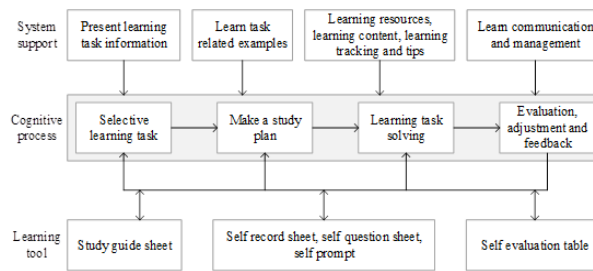 System
support
Present learning
task information
Learn task
related examples
Learning resources,
learning content, learning
tracking and tips
Learn communication
and management
Cognitive
process
Selective
learning task
Make a study
plan
Learning task
solving
Evaluation,
adjustment and
feedback
Learning
tool
Study guide sheet
Self record sheet, self question sheet,
self prompt
Self evaluation table